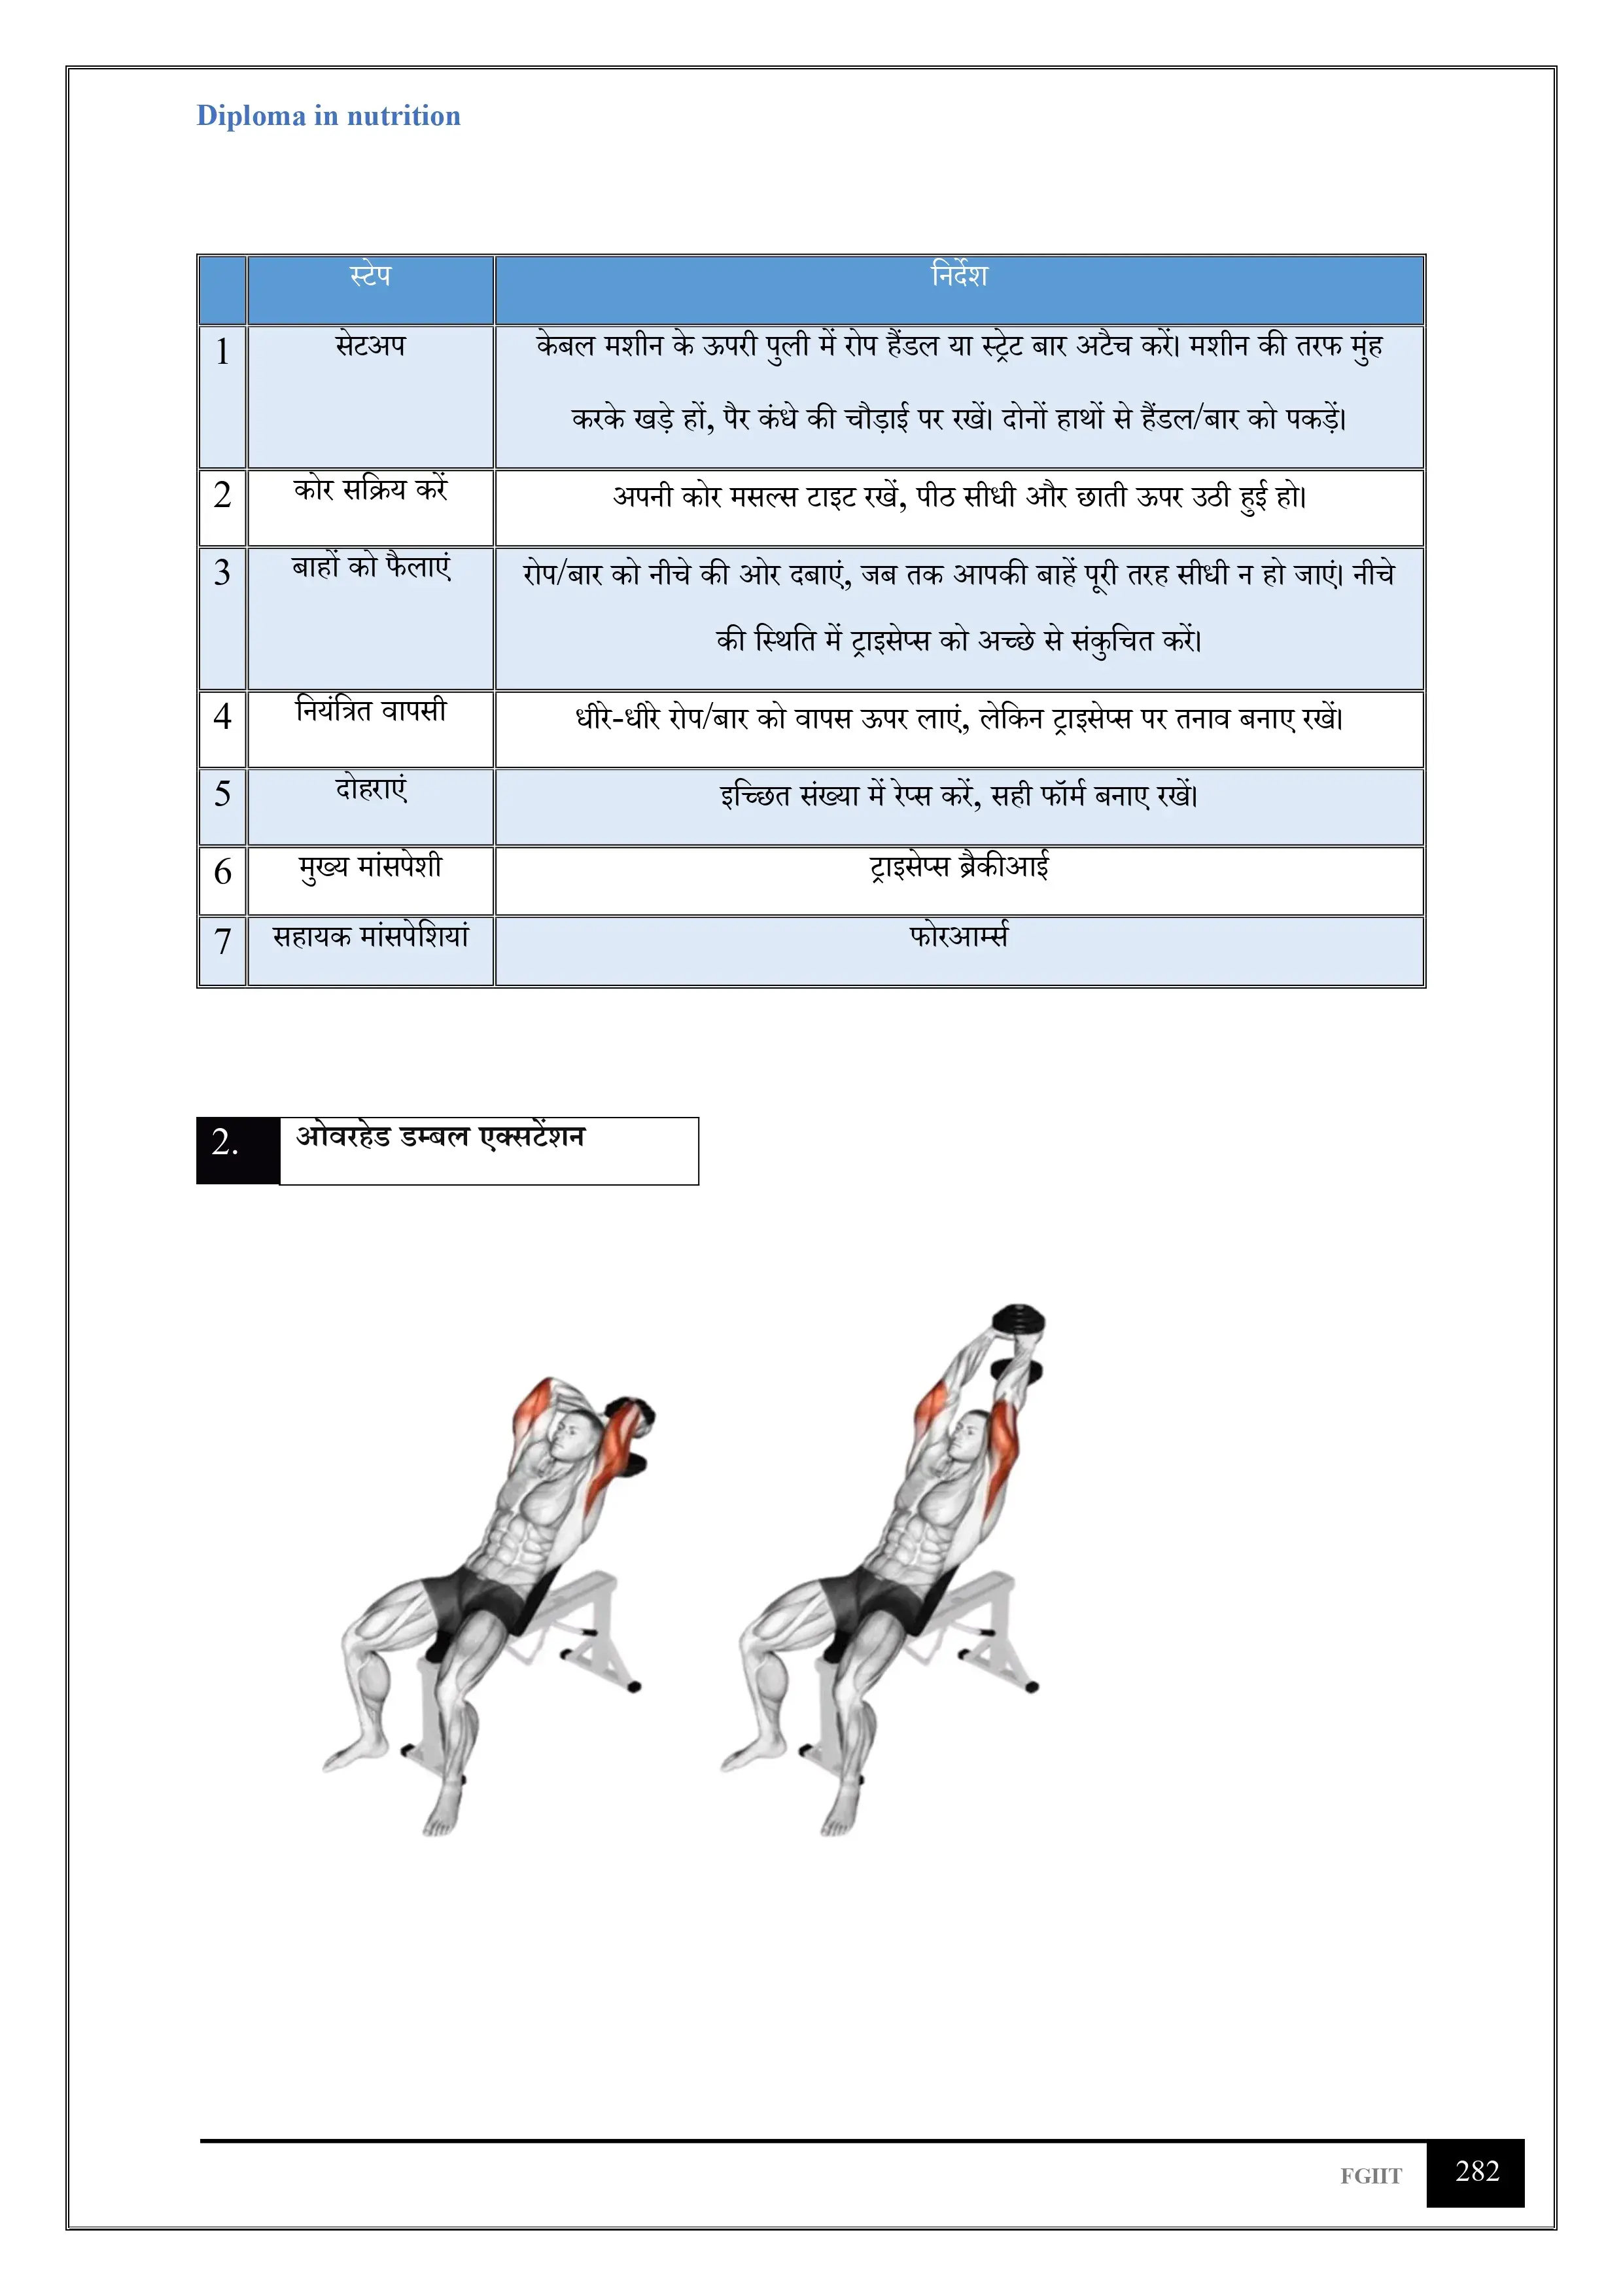 Diploma in nutrition
स्टेप निर्देश
1 सेटअप केबल मशीन के ऊपरी पुली में रोप हैंडल या स्ट्रेट बार अटैच करें। मशीन की तरफ मुंह
करके खड़े हों, पैर कंधे की चौड़ाई पर रखें। दोनों हाथों से हैंडल/बार को पकड़ें।
2 कोर सक्रिय करें अपनी कोर मसल्स टाइट रखें, पीठ सीधी और छाती ऊपर उठी हुई हो।
3 बाहों को फैलाएं रोप/बार को नीचे की ओर दबाएं, जब तक आपकी बाहें पूरी तरह सीधी न हो जाएं। नीचे
की स्थिति में ट्राइसेप्स को अच्छे से संकुचित करें।
4 नियंत्रित वापसी धीरे-धीरे रोप/बार को वापस ऊपर लाएं, लेकिन ट्राइसेप्स पर तनाव बनाए रखें।
5 दोहराएं इच्छित संख्या में रेप्स करें, सही फॉर्म बनाए रखें।
6 मुख्य मांसपेशी ट्राइसेप्स ब्रैकीआई
7 सहायक मांसपेशियां फोरआर्म्स
2. ओवरहेड डम्बल एक्सटेंशन
FGIIT 282